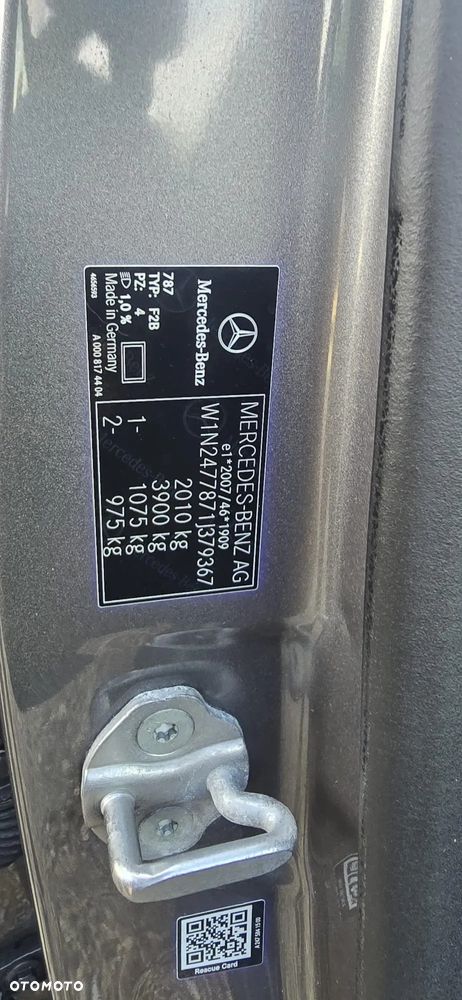 Mercedes-Benz
787
TYP: F2B
PZ: 4
1,0 %
Made in Germany
4656593
A 000 817 44 04
MERCEDES-BENZ AG
e1*2007/46*1909
W1N2477871J379367
2010 kg
3900 kg
1- 1075 kg
2- 975 kg
Rescue Card
OTOMOTO